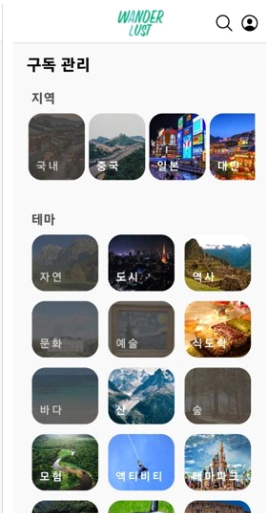 WANDER
LUST
구독 관리
지역
국내 중국 일본 대만
테마
자연 도시 역사
문화 예술 식도락
바다 산 숲
모험 액티비티 테마파크